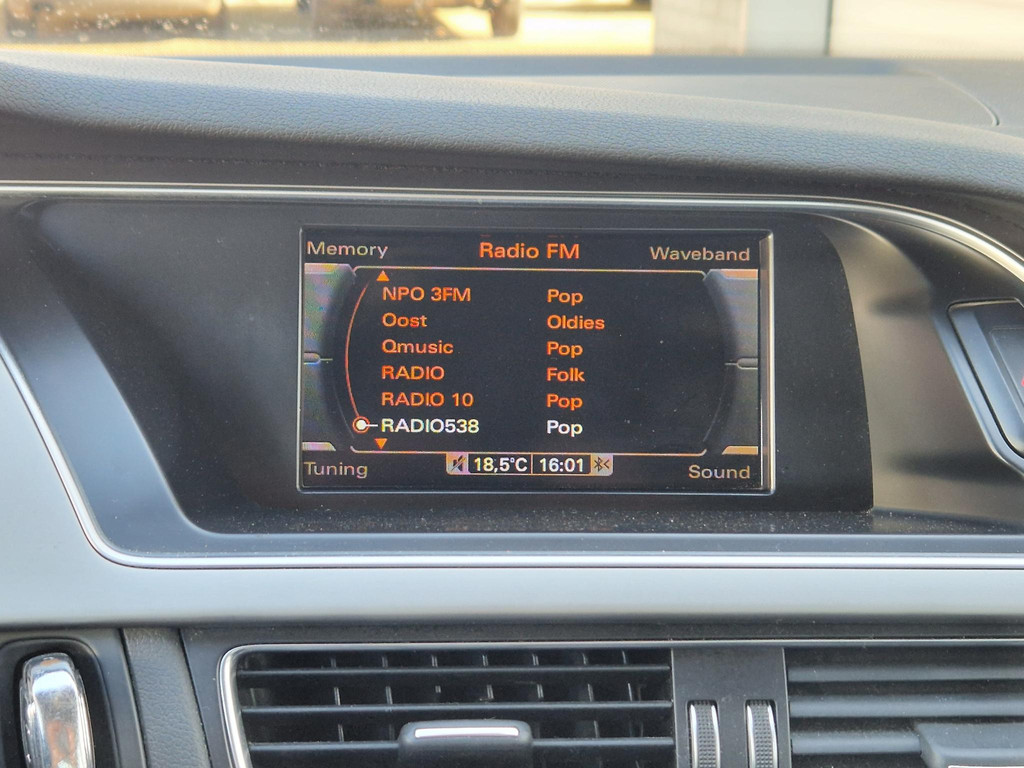 Memory Radio FM Waveband
NPO 3FM Pop
Oost Oldies
Qmusic Pop
RADIO Folk
RADIO 10 Pop
RADIO538 Pop
Tuning 18,5°C 16:01 Sound